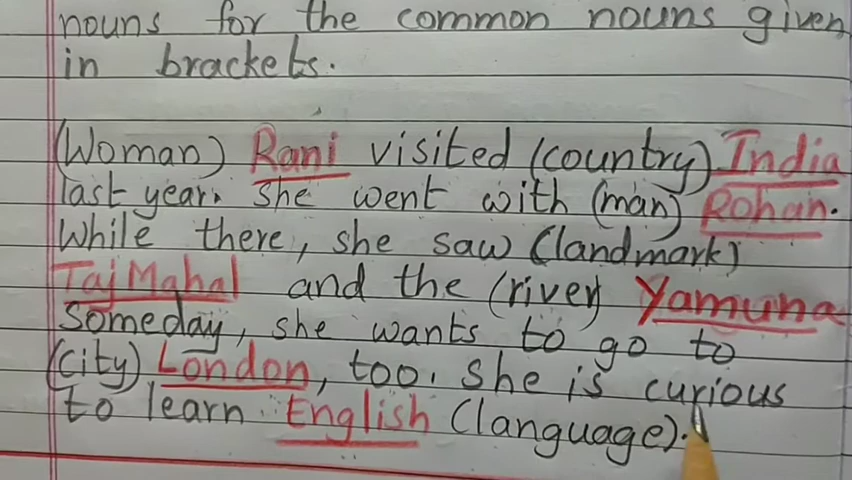 nouns for the common nouns given
in brackets.
(Woman) Rani visited (country) India
last year. She went with (man) Rohan.
While there, she saw (landmark)
Taj Mahal and the (river) Yamuna
Someday, she wants to go to
(city) London, too. She is curious
to learn English (language).